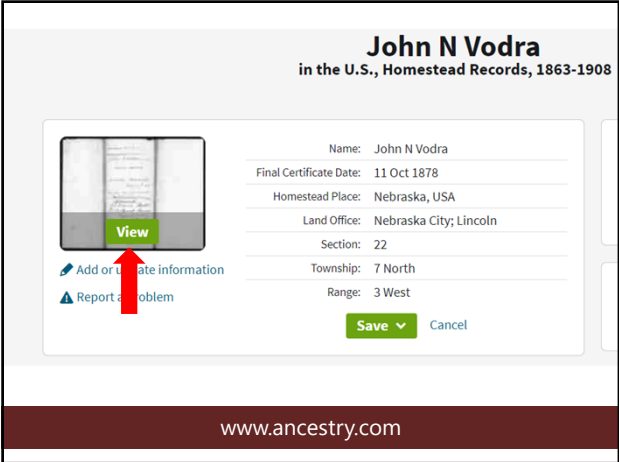 John N Vodra
in the U.S., Homestead Records, 1863-1908
View
Add or update information
Report a problem
Name: John N Vodra
Final Certificate Date: 11 Oct 1878
Homestead Place: Nebraska, USA
Land Office: Nebraska City; Lincoln
Section: 22
Township: 7 North
Range: 3 West
Save
Cancel
www.ancestry.com